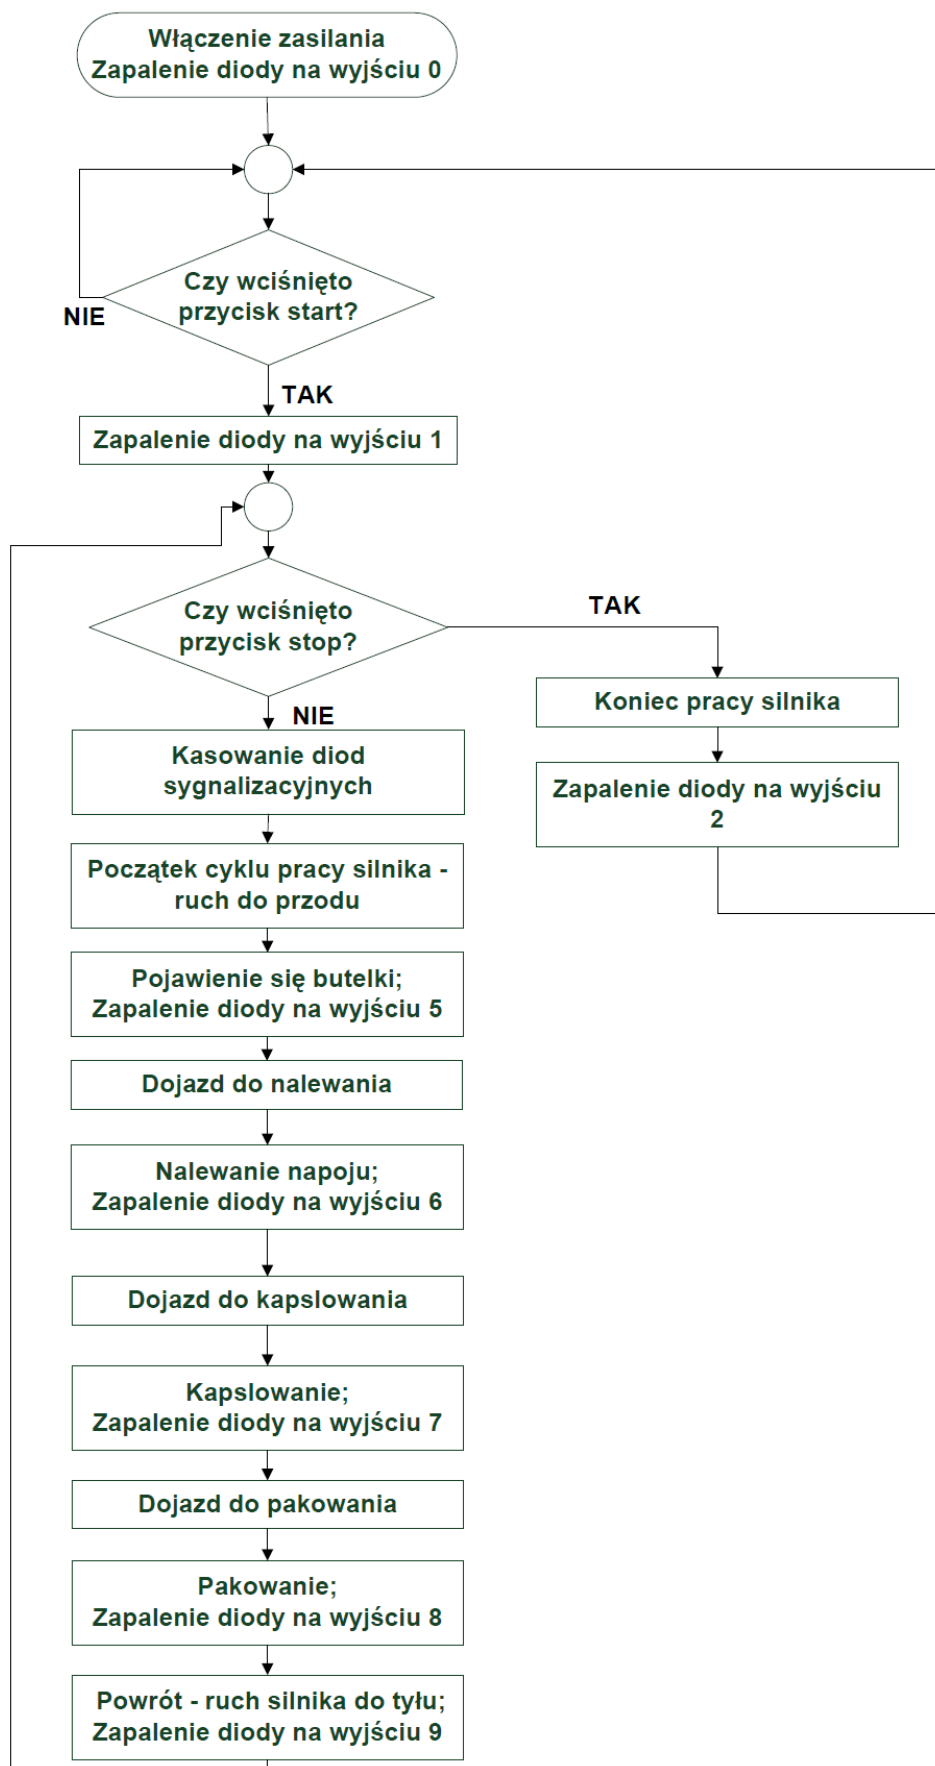 Włączenie zasilania
Zapalenie diody na wyjściu 0
Czy wciśnięto
przycisk start?
NIE
TAK
Zapalenie diody na wyjściu 1
Czy wciśnięto
przycisk stop?
TAK
NIE
Koniec pracy silnika
Zapalenie diody na wyjściu
2
Kasowanie diod
sygnalizacyjnych
Początek cyklu pracy silnika -
ruch do przodu
Pojawienie się butelki;
Zapalenie diody na wyjściu 5
Dojazd do nalewania
Nalewanie napoju;
Zapalenie diody na wyjściu 6
Dojazd do kapslowania
Kapslowanie;
Zapalenie diody na wyjściu 7
Dojazd do pakowania
Pakowanie;
Zapalenie diody na wyjściu 8
Powrót - ruch silnika do tyłu;
Zapalenie diody na wyjściu 9